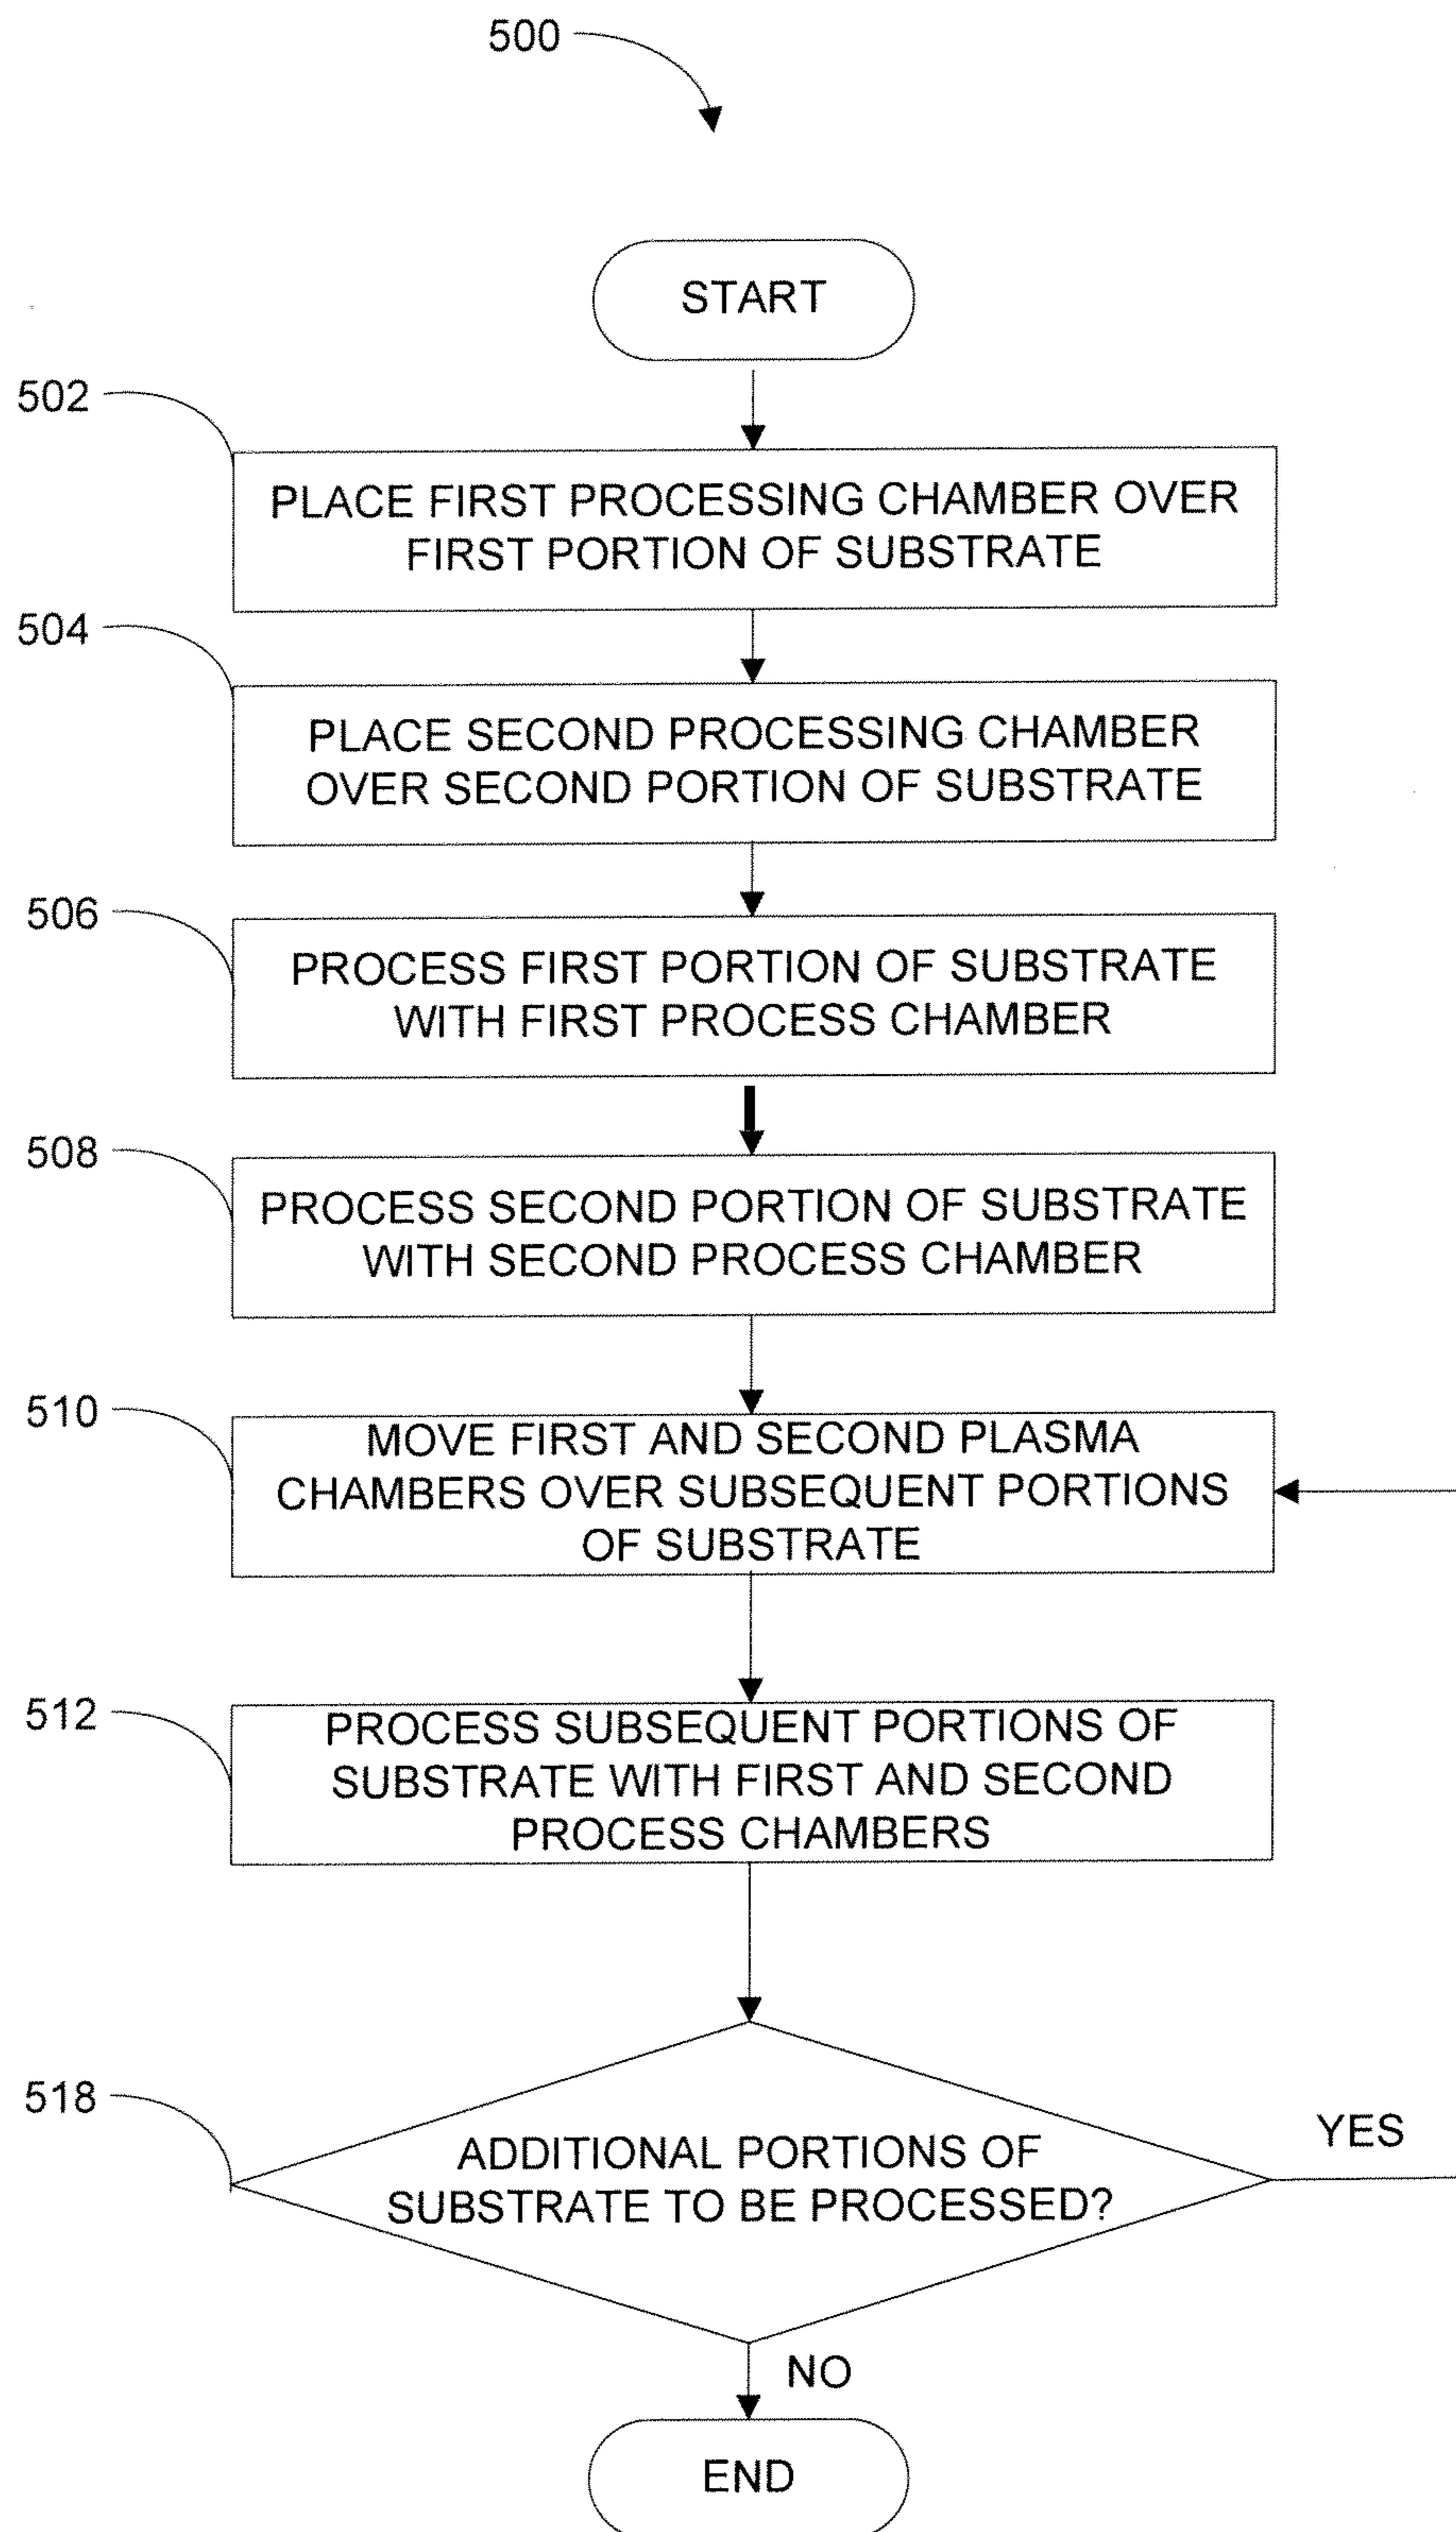 500
START
502
PLACE FIRST PROCESSING CHAMBER OVER
FIRST PORTION OF SUBSTRATE
504
PLACE SECOND PROCESSING CHAMBER
OVER SECOND PORTION OF SUBSTRATE
506
PROCESS FIRST PORTION OF SUBSTRATE
WITH FIRST PROCESS CHAMBER
508
PROCESS SECOND PORTION OF SUBSTRATE
WITH SECOND PROCESS CHAMBER
510
MOVE FIRST AND SECOND PLASMA
CHAMBERS OVER SUBSEQUENT PORTIONS
OF SUBSTRATE
512
PROCESS SUBSEQUENT PORTIONS OF
SUBSTRATE WITH FIRST AND SECOND
PROCESS CHAMBERS
518
ADDITIONAL PORTIONS OF
SUBSTRATE TO BE PROCESSED?
YES
NO
END